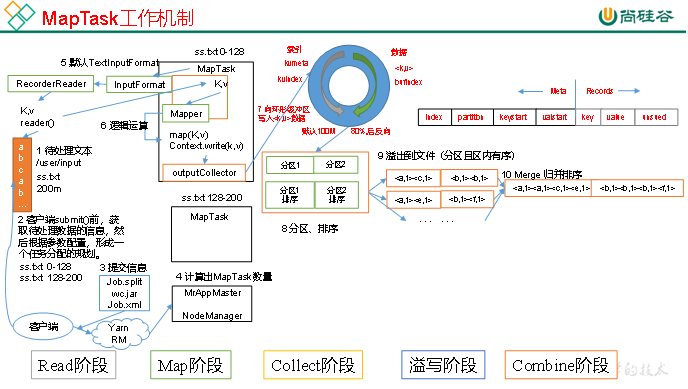 MapTask工作机制
尚硅谷
ss.txt 0-128
5 默认TextInputFormat
MapTask
RecorderReader
InputFormat
K,v
K,v
reader()
Mapper
6 逻辑运算
map(K,v)
Context.write(k,v)
outputCollector
索引
kvmeta
kvindex
数据
<k,v>
bufindex
7 向环形缓冲区
写入<k,v>数据
默认100M
80%,后反向
Meta
Records
index
partition
keystart
valstart
key
value
unused
a
b
c
a
b
...
1 待处理文本
/user/input
ss.txt
200m
2 客户端submit()前，获
取待处理数据的信息，然
后根据参数配置，形成一
个任务分配的规划。
ss.txt 0-128
ss.txt 128-200
3 提交信息
Job.split
wc.jar
Job.xml
客户端
Yarn
RM
4 计算出MapTask数量
MrAppMaster
NodeManager
ss.txt 128-200
MapTask
分区1
分区2
分区1
排序
分区2
排序
8 分区、排序
9 溢出到文件（分区且区内有序）
<a,1><c,1>
<b,1><b,1>
<a,1><e,1>
<b,1><f,1>
... ...
10 Merge 归并排序
<a,1><a,1><c,1><e,1>
<b,1><b,1><b,1><f,1>
Read阶段
Map阶段
Collect阶段
溢写阶段
Combine阶段
的技术